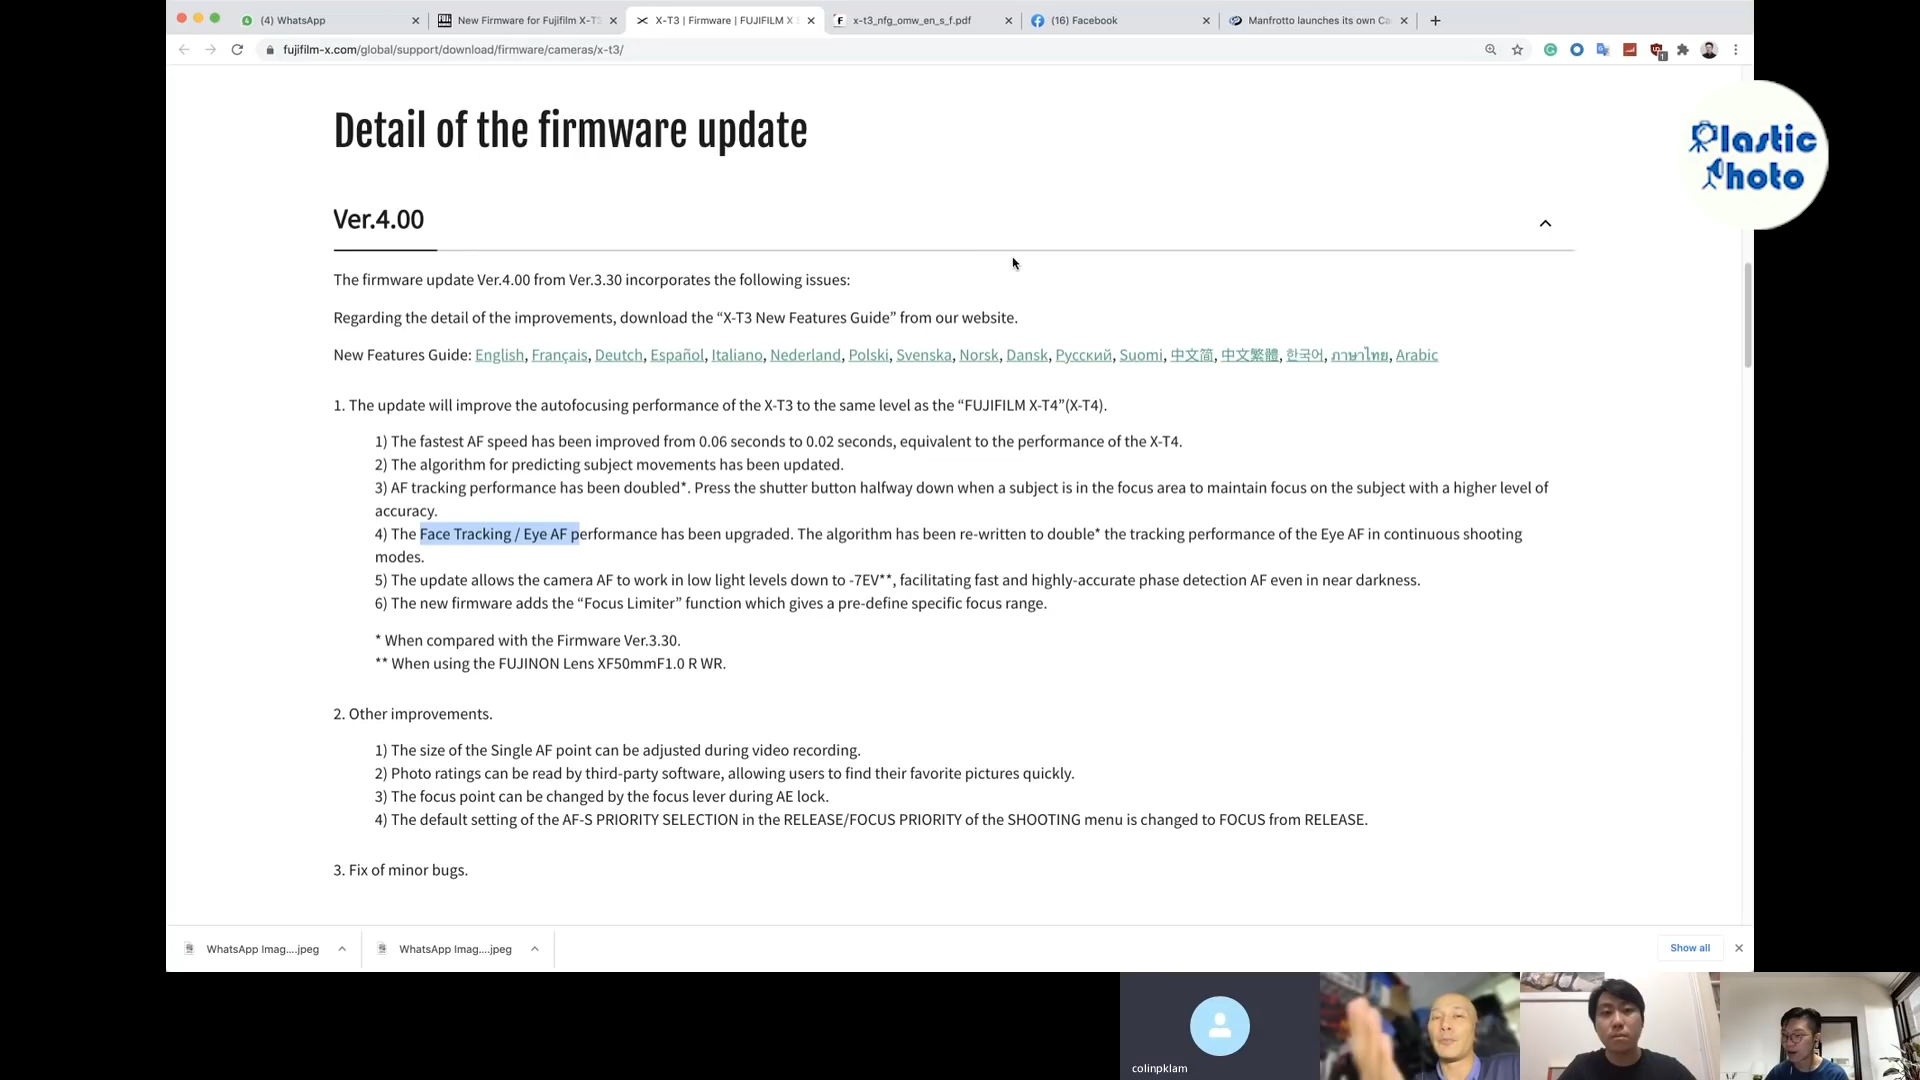 (4) WhatsApp
New Firmware for Fujifilm X-T3
X-T3 | Firmware | FUJIFILM X
x-t3_nfg_omw_en_s_f.pdf
(16) Facebook
Manfrotto launches its own Ca
fujifilm-x.com/global/support/download/firmware/cameras/x-t3/
Plastic
Photo
Detail of the firmware update
Ver.4.00
The firmware update Ver.4.00 from Ver.3.30 incorporates the following issues:
Regarding the detail of the improvements, download the “X-T3 New Features Guide” from our website.
New Features Guide: English, Français, Deutch, Español, Italiano, Nederland, Polski, Svenska, Norsk, Dansk, Русский, Suomi, 中文简, 中文繁體, 한국어, ภาษาไทย, Arabic
1. The update will improve the autofocusing performance of the X-T3 to the same level as the “FUJIFILM X-T4”(X-T4).
1) The fastest AF speed has been improved from 0.06 seconds to 0.02 seconds, equivalent to the performance of the X-T4.
2) The algorithm for predicting subject movements has been updated.
3) AF tracking performance has been doubled*. Press the shutter button halfway down when a subject is in the focus area to maintain focus on the subject with a higher level of
accuracy.
4) The Face Tracking / Eye AF performance has been upgraded. The algorithm has been re-written to double* the tracking performance of the Eye AF in continuous shooting
modes.
5) The update allows the camera AF to work in low light levels down to -7EV**, facilitating fast and highly-accurate phase detection AF even in near darkness.
6) The new firmware adds the “Focus Limiter” function which gives a pre-define specific focus range.
* When compared with the Firmware Ver.3.30.
** When using the FUJINON Lens XF50mmF1.0 R WR.
2. Other improvements.
1) The size of the Single AF point can be adjusted during video recording.
2) Photo ratings can be read by third-party software, allowing users to find their favorite pictures quickly.
3) The focus point can be changed by the focus lever during AE lock.
4) The default setting of the AF-S PRIORITY SELECTION in the RELEASE/FOCUS PRIORITY of the SHOOTING menu is changed to FOCUS from RELEASE.
3. Fix of minor bugs.
WhatsApp Imag....jpeg
WhatsApp Imag....jpeg
Show all
colinpklam